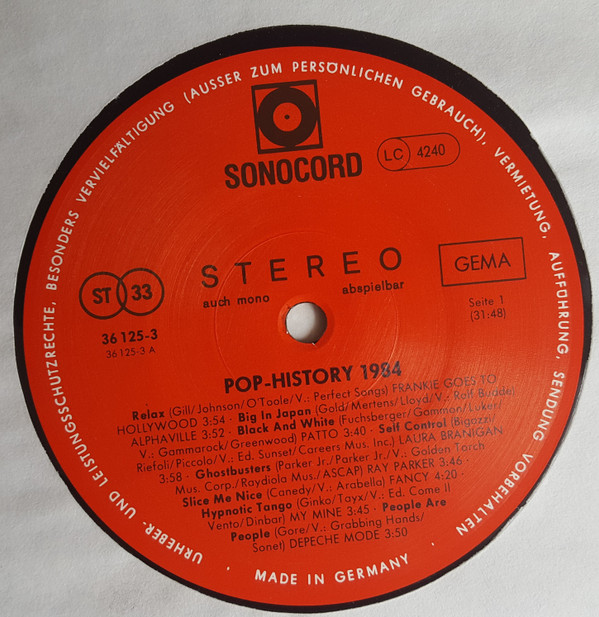 URHEBER- UND LEISTUNGSSCHUTZRECHTE, BESONDERS VERVIELFÄLTIGUNG (AUSSER ZUM PERSÖNLICHEN GEBRAUCH), VERMIETUNG, AUFFÜHRUNG, SENDUNG VORBEHALTEN
SONOCORD
LC 4240
STEREO
auch mono abspielbar
ST 33
GEMA
36 125-3
36 125-3 A
Seite 1
(31:48)
POP-HISTORY 1984
Relax (Gill/Johnson/O'Toole/V.: Perfect Songs) FRANKIE GOES TO
HOLLYWOOD 3:54 · Big In Japan (Gold/Mertens/Lloyd/V.: Rolf Budde)
ALPHAVILLE 3:52 · Black And White (Fuchsberger/Gammon/Luker/
V.: Gammarock/Greenwood) PATTO 3:40 · Self Control (Bigazzi/
Riefoli/Piccolo/V.: Ed. Sunset/Careers Mus. Inc.) LAURA BRANIGAN
3:58 · Ghostbusters (Parker Jr./Parker Jr./V.: Golden Torch
Mus. Corp./Raydiola Mus./ASCAP) RAY PARKER 3:46 ·
Slice Me Nice (Canedy/V.: Arabella) FANCY 4:20 ·
Hypnotic Tango (Ginko/Tayx/V.: Ed. Come Il
Vento/Dinbar) MY MINE 3:45 · People Are
People (Gore/V.: Grabbing Hands/
Sonet) DEPECHE MODE 3:50
· MADE IN GERMANY ·